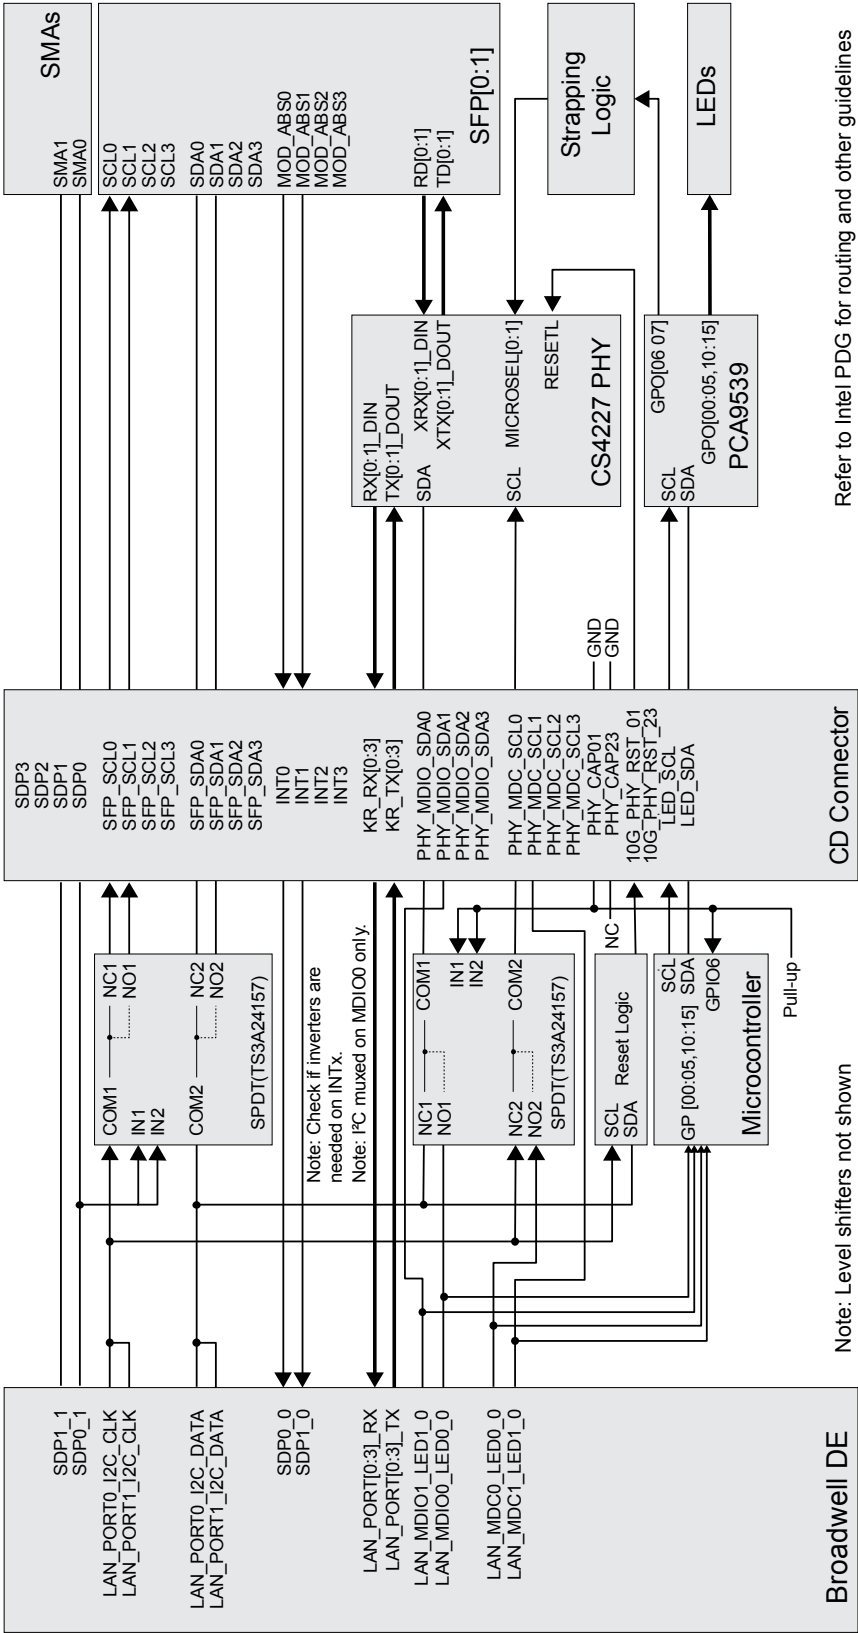 Broadwell DE
SDP1_1
SDP0_1
LAN_PORT0_I2C_CLK
LAN_PORT1_I2C_CLK
LAN_PORT0_I2C_DATA
LAN_PORT1_I2C_DATA
SDP0_0
SDP1_0
LAN_PORT[0:3]_RX
LAN_PORT[0:3]_TX
LAN_MDIO1_LED1_0
LAN_MDIO0_LED0_0
LAN_MDC0_LED0_0
LAN_MDC1_LED1_0
COM1
NC1
NO1
IN1
IN2
COM2
NC2
NO2
SPDT(TS3A24157)
Note: Check if inverters are
needed on INTx.
Note: I²C muxed on MDIO0 only.
NC1
NO1
COM1
IN1
IN2
NC2
NO2
COM2
SPDT(TS3A24157)
SCL
SDA
Reset Logic
NC
GP [00:05,10:15]
SCL
SDA
GPIO6
Microcontroller
Pull-up
Note: Level shifters not shown
SDP3
SDP2
SDP1
SDP0
SFP_SCL0
SFP_SCL1
SFP_SCL2
SFP_SCL3
SFP_SDA0
SFP_SDA1
SFP_SDA2
SFP_SDA3
INT0
INT1
INT2
INT3
KR_RX[0:3]
KR_TX[0:3]
PHY_MDIO_SDA0
PHY_MDIO_SDA1
PHY_MDIO_SDA2
PHY_MDIO_SDA3
PHY_MDC_SCL0
PHY_MDC_SCL1
PHY_MDC_SCL2
PHY_MDC_SCL3
PHY_CAP01
PHY_CAP23
10G_PHY_RST_01
10G_PHY_RST_23
LED_SCL
LED_SDA
CD Connector
GND
GND
RX[0:1]_DIN
TX[0:1]_DOUT
SDA
SCL
XRX[0:1]_DIN
XTX[0:1]_DOUT
MICROSEL[0:1]
RESETL
CS4227 PHY
SCL
SDA
GPO[06 07]
GPO[00:05,10:15]
PCA9539
SMA1
SMA0
SMAs
SCL0
SCL1
SCL2
SCL3
SDA0
SDA1
SDA2
SDA3
MOD_ABS0
MOD_ABS1
MOD_ABS2
MOD_ABS3
RD[0:1]
TD[0:1]
SFP[0:1]
Strapping
Logic
LEDs
Refer to Intel PDG for routing and other guidelines